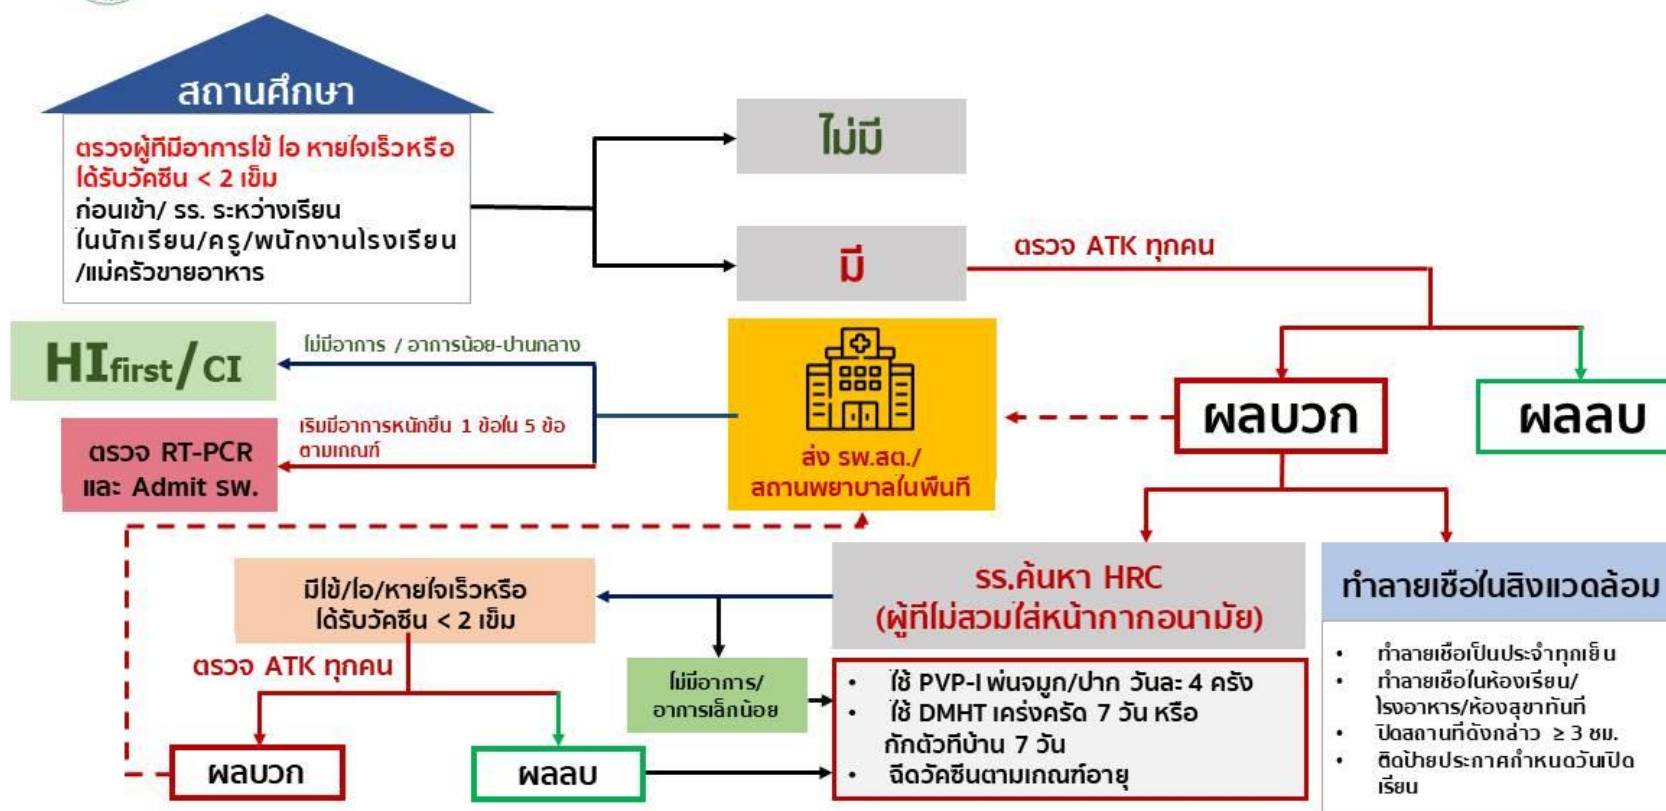 สถานศึกษา
ตรวจผู้ที่มีอาการไข้ ไอ หายใจเร็วหรือ
ได้รับวัคซีน < 2 เข็ม
ก่อนเข้า/ รร. ระหว่างเรียน
ในนักเรียน/ครู/พนักงานโรงเรียน
/แม่ครัวขายอาหาร
ไม่มี
มี
ตรวจ ATK ทุกคน
ผลบวก
ผลลบ
HIfirst/CI
ไม่มีอาการ / อาการน้อย-ปานกลาง
ตรวจ RT-PCR
และ Admit รพ.
เริ่มมีอาการหนักขึ้น 1 ข้อใน 5 ข้อ
ตามเกณฑ์
ส่ง รพ.สต./
สถานพยาบาลในพื้นที่
รร.ค้นหา HRC
(ผู้ที่ไม่สวมใส่หน้ากากอนามัย)
ทำลายเชื้อในสิ่งแวดล้อม
• ทำลายเชื้อเป็นประจำทุกเย็น
• ทำลายเชื้อในห้องเรียน/
โรงอาหาร/ห้องสุขาทันที
• ปิดสถานที่ดังกล่าว ≥ 3 ชม.
• ติดป้ายประกาศกำหนดวันเปิด
เรียน
มีไข้/ไอ/หายใจเร็วหรือ
ได้รับวัคซีน < 2 เข็ม
ตรวจ ATK ทุกคน
ไม่มีอาการ/
อาการเล็กน้อย
• ใช้ PVP-I พ่นจมูก/ปาก วันละ 4 ครั้ง
• ใช้ DMHT เคร่งครัด 7 วัน หรือ
กักตัวที่บ้าน 7 วัน
• ฉีดวัคซีนตามเกณฑ์อายุ
ผลบวก
ผลลบ